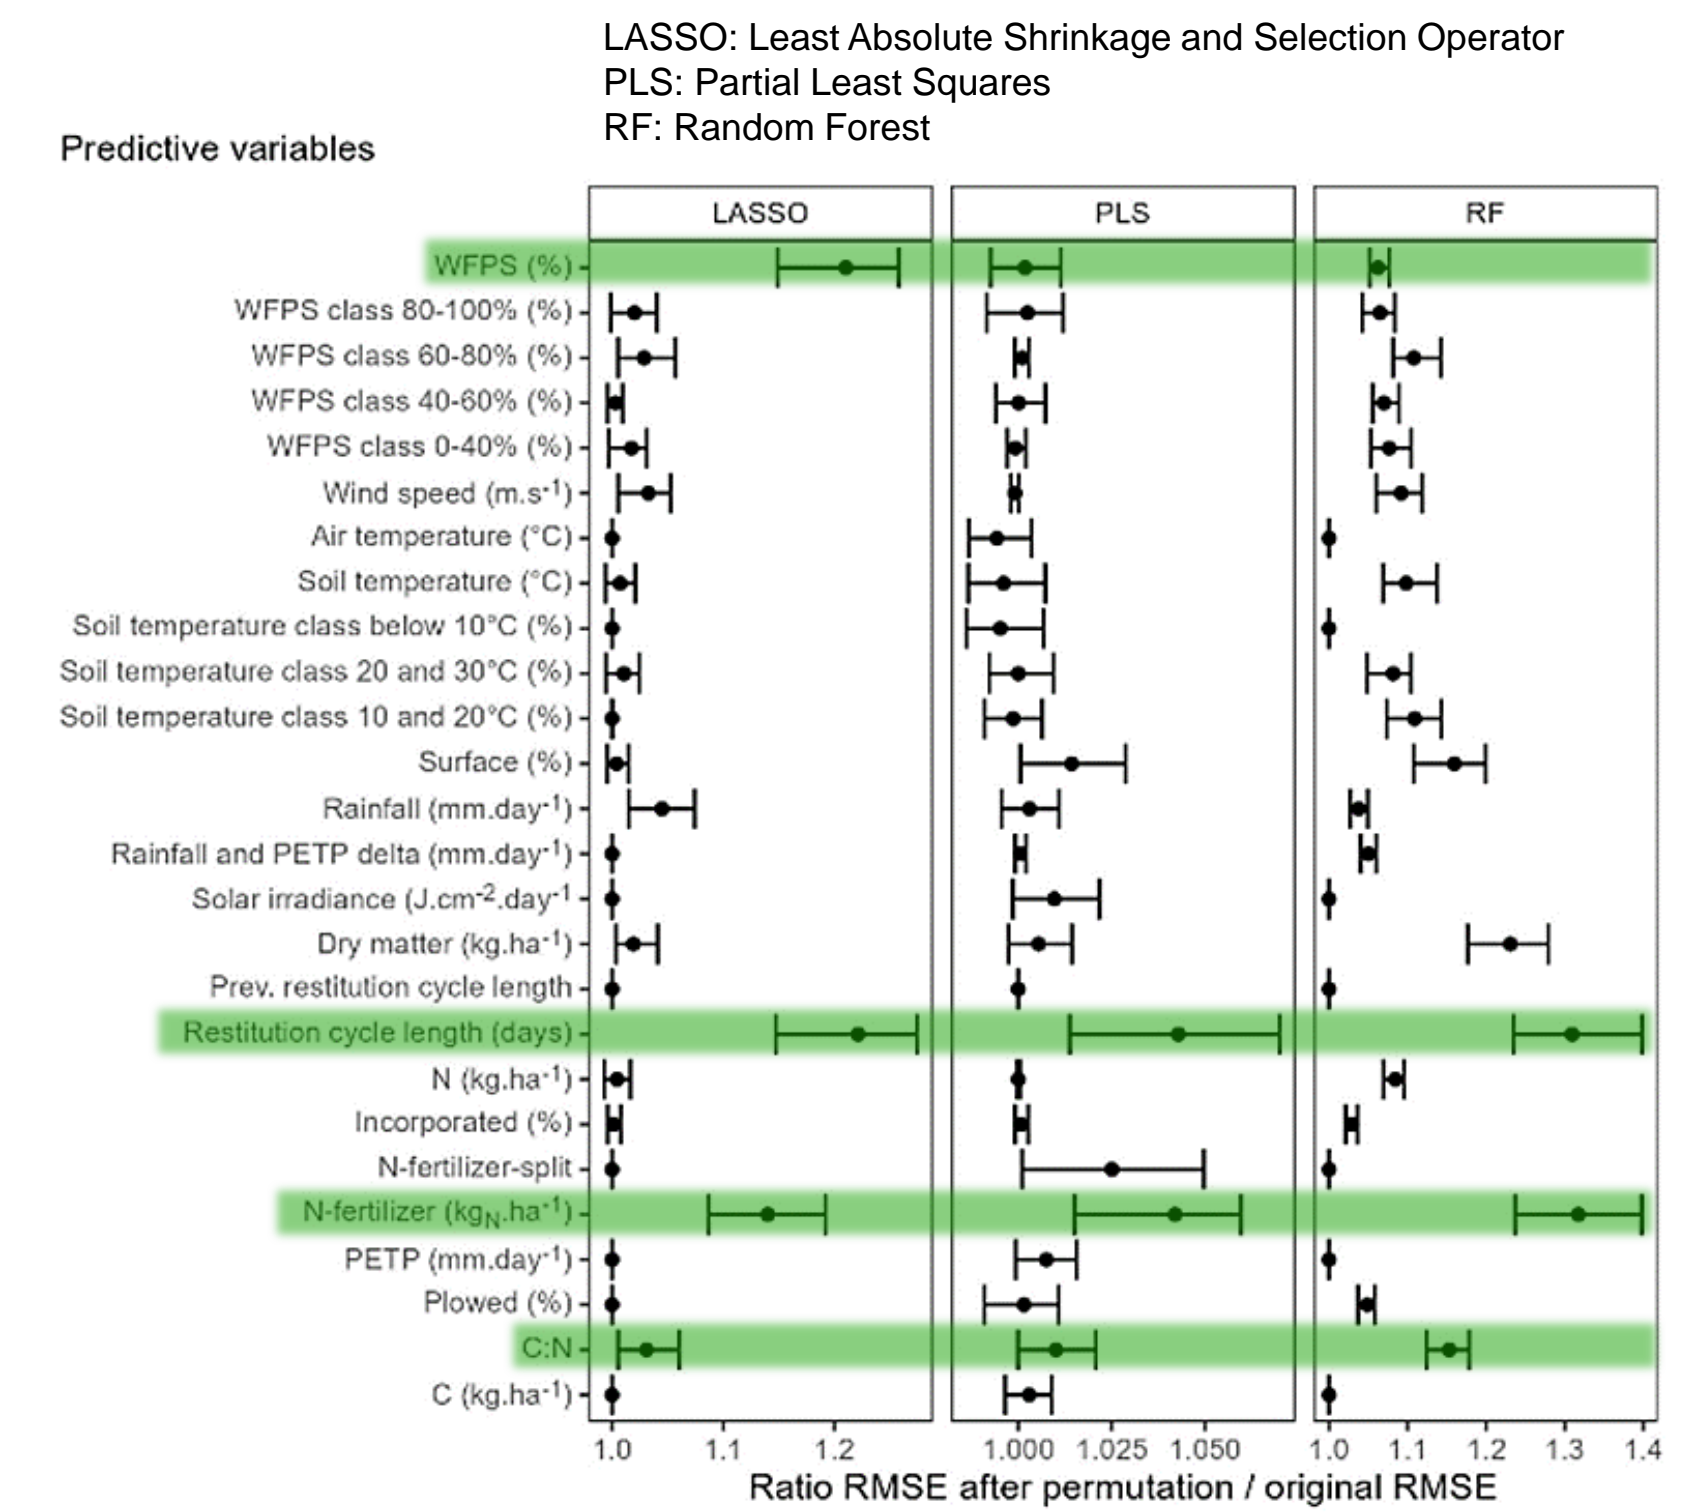 LASSO: Least Absolute Shrinkage and Selection Operator
PLS: Partial Least Squares
RF: Random Forest
Predictive variables
LASSO PLS RF
WFPS (%)
WFPS class 80-100% (%)
WFPS class 60-80% (%)
WFPS class 40-60% (%)
WFPS class 0-40% (%)
Wind speed (m.s⁻¹)
Air temperature (°C)
Soil temperature (°C)
Soil temperature class below 10°C (%)
Soil temperature class 20 and 30°C (%)
Soil temperature class 10 and 20°C (%)
Surface (%)
Rainfall (mm.day⁻¹)
Rainfall and PETP delta (mm.day⁻¹)
Solar irradiance (J.cm⁻².day⁻¹
Dry matter (kg.ha⁻¹)
Prev. restitution cycle length
Restitution cycle length (days)
N (kg.ha⁻¹)
Incorporated (%)
N-fertilizer-split
N-fertilizer (kg_N.ha⁻¹)
PETP (mm.day⁻¹)
Plowed (%)
C:N
C (kg.ha⁻¹)
1.0 1.1 1.2 1.000 1.025 1.050 1.0 1.1 1.2 1.3 1.4
Ratio RMSE after permutation / original RMSE